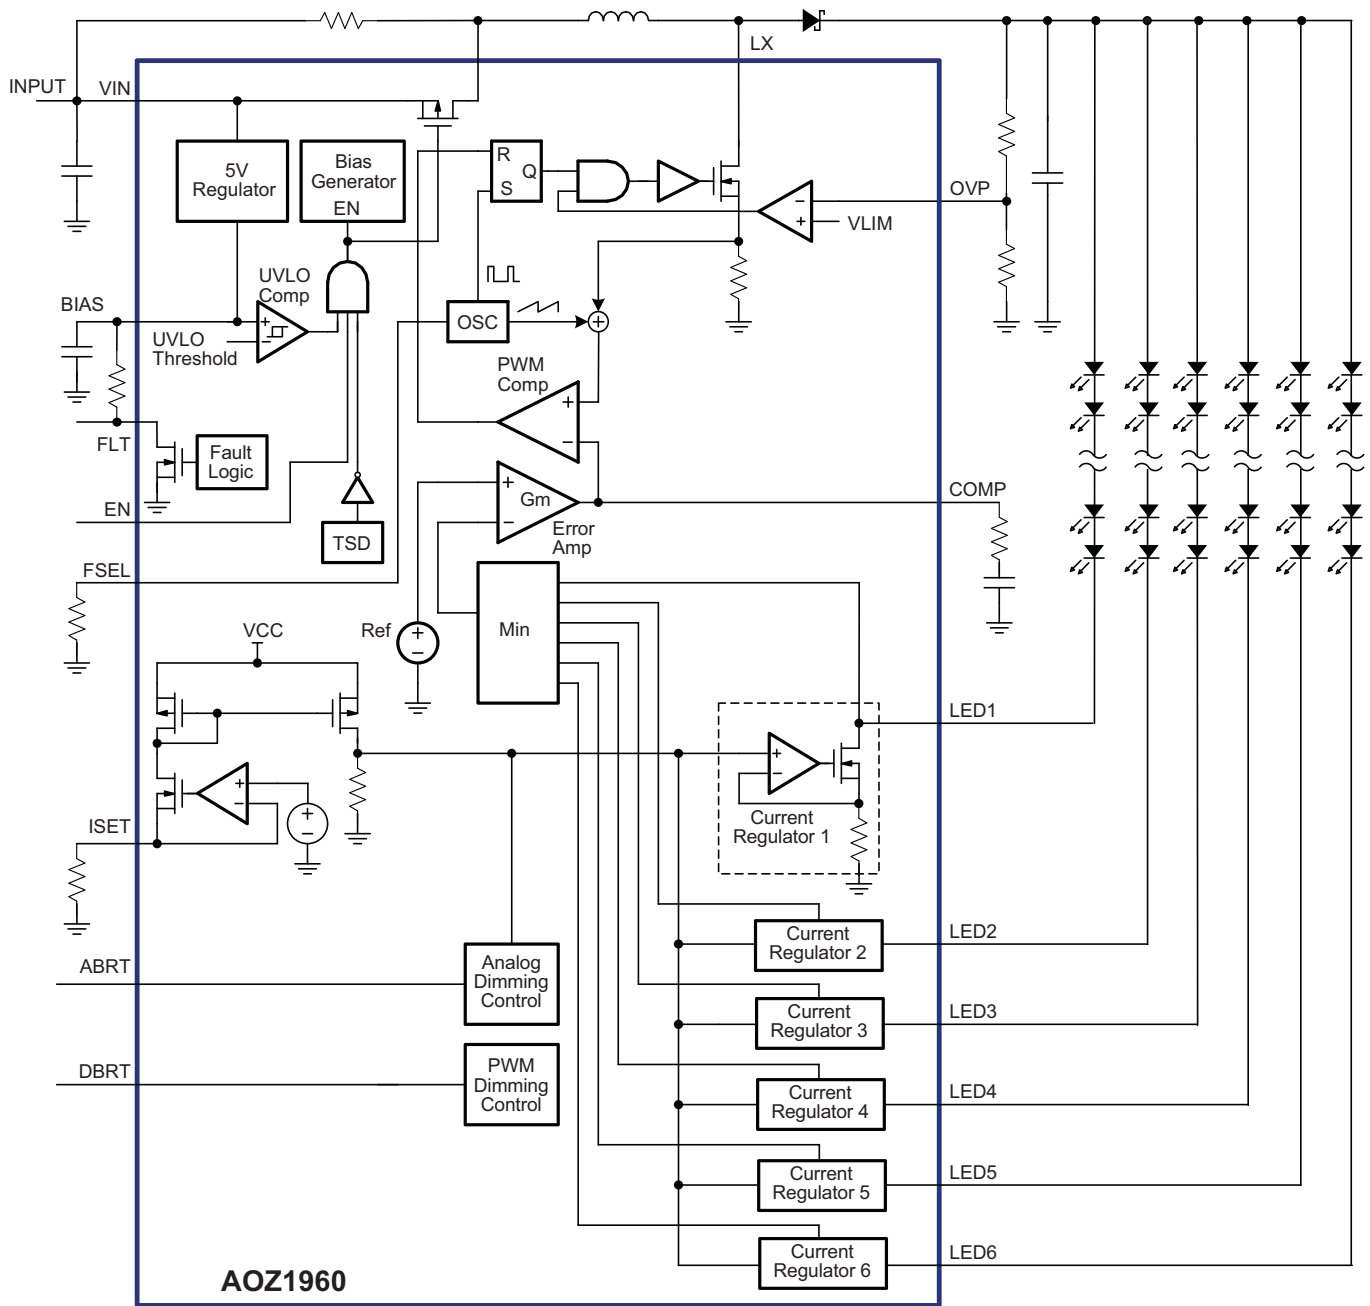 LX
INPUT
VIN
5V
Regulator
Bias
Generator
EN
R
S
Q
OVP
VLIM
-
+
UVLO
Comp
BIAS
+
-
UVLO
Threshold
OSC
+
PWM
Comp
+
-
FLT
Fault
Logic
+
-
Gm
COMP
EN
Error
Amp
TSD
FSEL
VCC
Ref
+
-
Min
LED1
+
-
Current
Regulator 1
+
-
+
-
ISET
Current
Regulator 2
LED2
ABRT
Analog
Dimming
Control
Current
Regulator 3
LED3
DBRT
PWM
Dimming
Control
Current
Regulator 4
LED4
Current
Regulator 5
LED5
Current
Regulator 6
LED6
AOZ1960